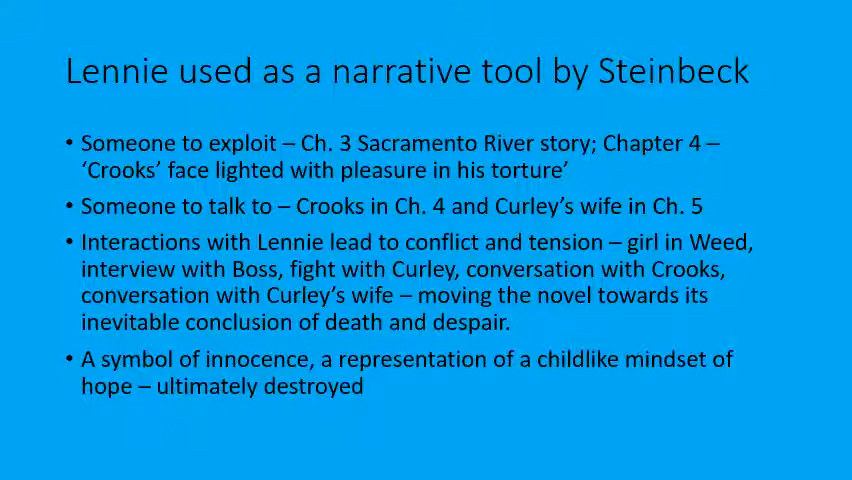 Lennie used as a narrative tool by Steinbeck
• Someone to exploit – Ch. 3 Sacramento River story; Chapter 4 –
‘Crooks’ face lighted with pleasure in his torture’
• Someone to talk to – Crooks in Ch. 4 and Curley’s wife in Ch. 5
• Interactions with Lennie lead to conflict and tension – girl in Weed,
interview with Boss, fight with Curley, conversation with Crooks,
conversation with Curley’s wife – moving the novel towards its
inevitable conclusion of death and despair.
• A symbol of innocence, a representation of a childlike mindset of
hope – ultimately destroyed